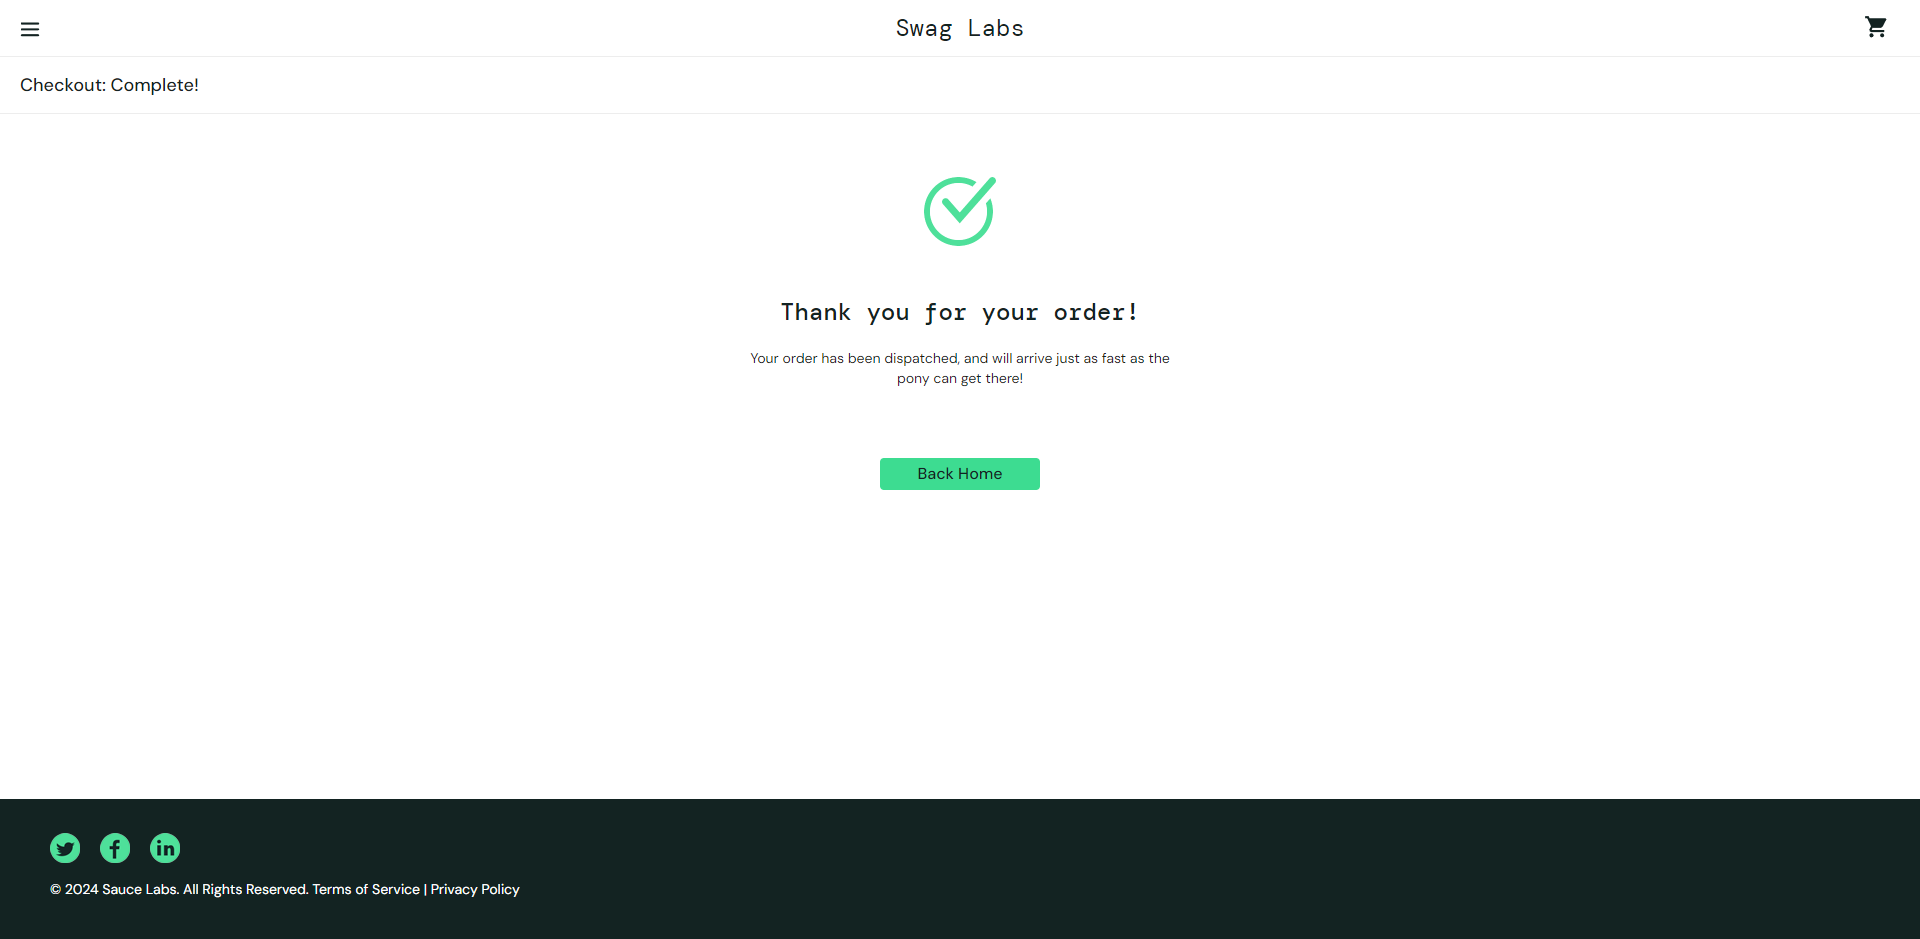 Swag Labs
Checkout: Complete!
Thank you for your order!
Your order has been dispatched, and will arrive just as fast as the
pony can get there!
Back Home
© 2024 Sauce Labs. All Rights Reserved. Terms of Service | Privacy Policy